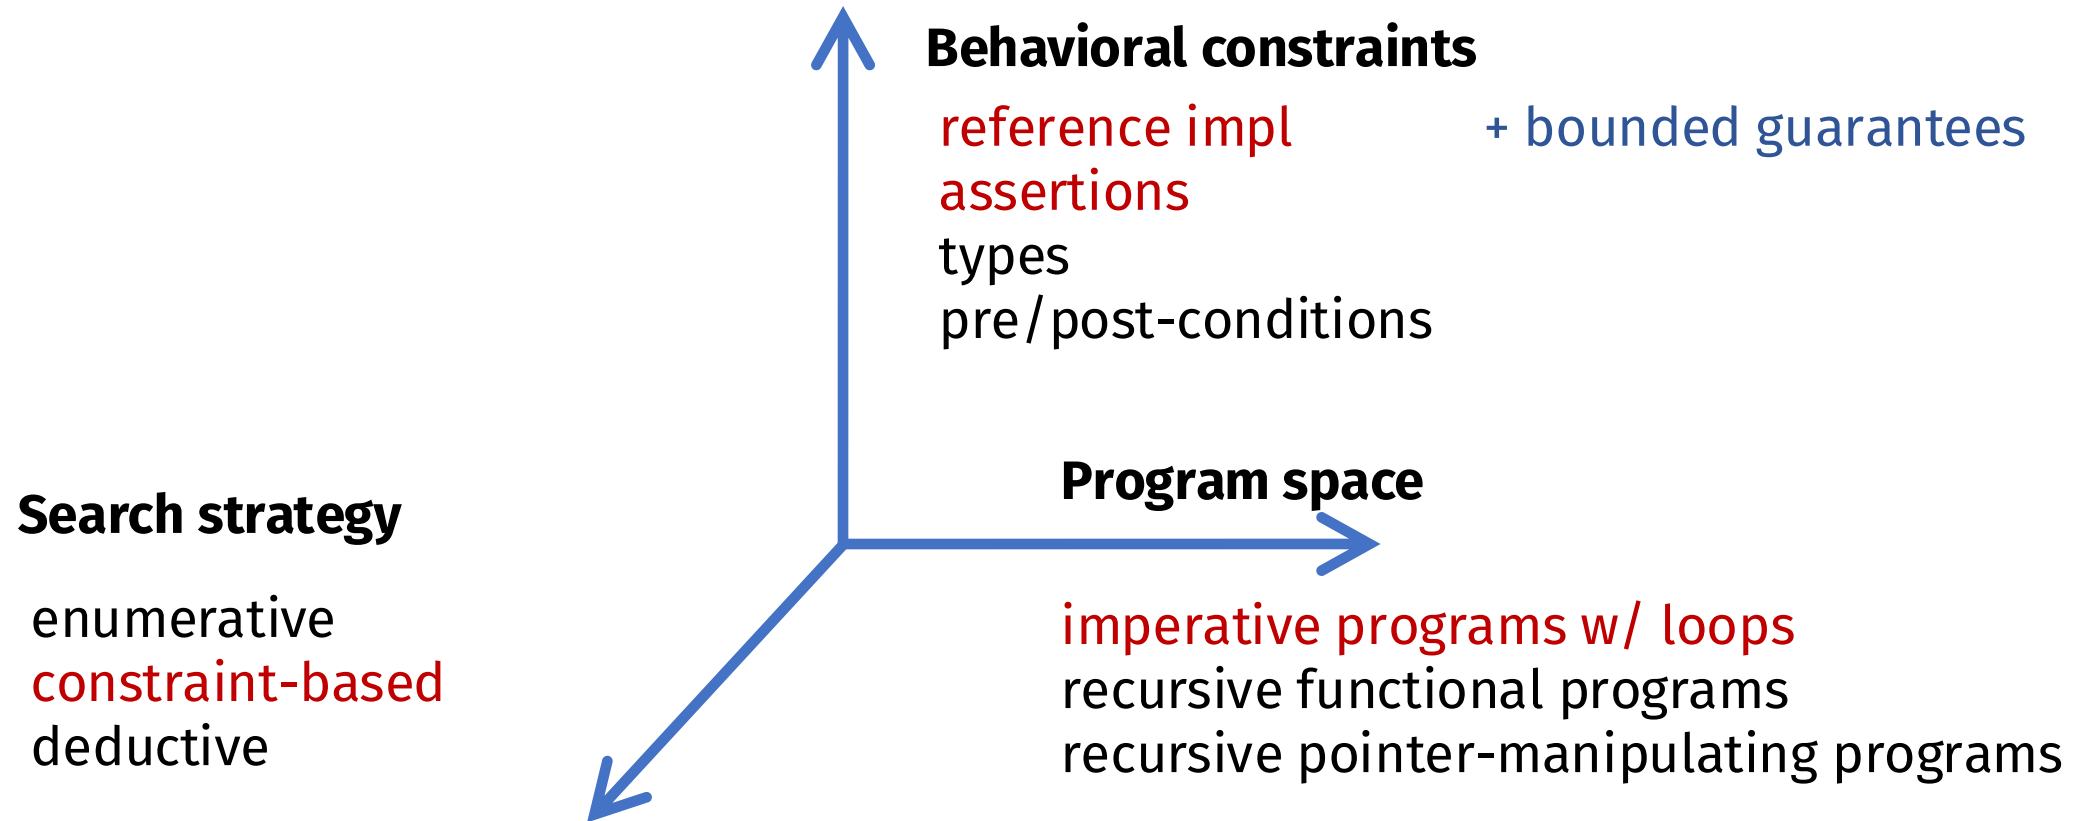 Behavioral constraints
reference impl + bounded guarantees
assertions
types
pre/post-conditions
Program space
imperative programs w/ loops
recursive functional programs
recursive pointer-manipulating programs
Search strategy
enumerative
constraint-based
deductive